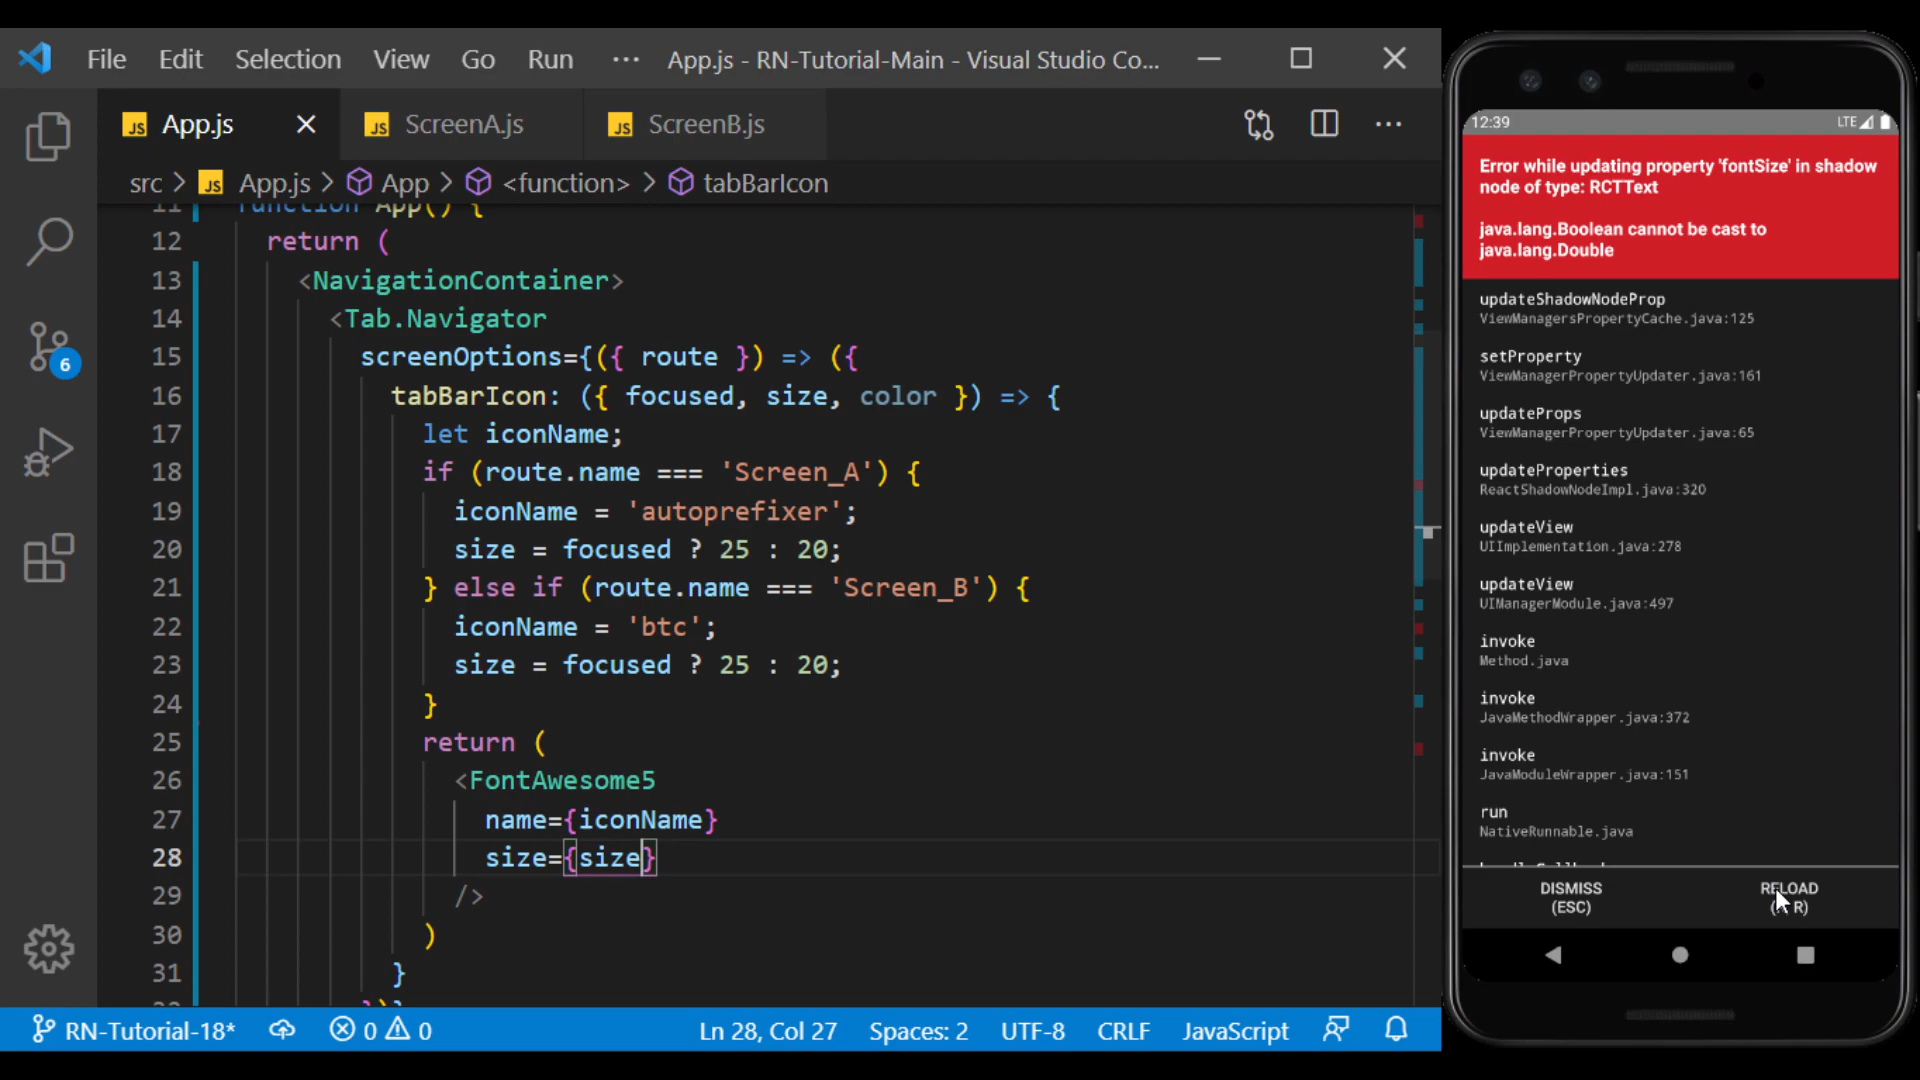 File Edit Selection View Go Run ··· App.js - RN-Tutorial-Main - Visual Studio Co...
JS App.js JS ScreenA.js JS ScreenB.js
src > JS App.js > App > <function> > tabBarIcon
11 function App() {
12 return (
13 <NavigationContainer>
14 <Tab.Navigator
15 screenOptions={({ route }) => ({
16 tabBarIcon: ({ focused, size, color }) => {
17 let iconName;
18 if (route.name === 'Screen_A') {
19 iconName = 'autoprefixer';
20 size = focused ? 25 : 20;
21 } else if (route.name === 'Screen_B') {
22 iconName = 'btc';
23 size = focused ? 25 : 20;
24 }
25 return (
26 <FontAwesome5
27 name={iconName}
28 size={size}
29 />
30 )
31 }
6
RN-Tutorial-18* 0 0 Ln 28, Col 27 Spaces: 2 UTF-8 CRLF JavaScript
12:39 LTE
Error while updating property 'fontSize' in shadow
node of type: RCTText
java.lang.Boolean cannot be cast to
java.lang.Double
updateShadowNodeProp
ViewManagersPropertyCache.java:125
setProperty
ViewManagerPropertyUpdater.java:161
updateProps
ViewManagerPropertyUpdater.java:65
updateProperties
ReactShadowNodeImpl.java:320
updateView
UIImplementation.java:278
updateView
UIManagerModule.java:497
invoke
Method.java
invoke
JavaMethodWrapper.java:372
invoke
JavaModuleWrapper.java:151
run
NativeRunnable.java
DISMISS
(ESC)
RELOAD
R)